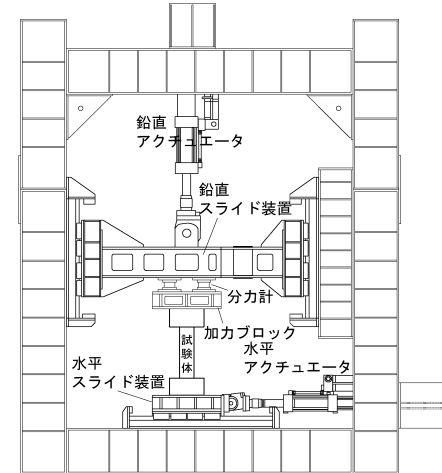 鉛直
アクチュエータ
鉛直
スライド装置
分力計
加力ブロック
試験体
水平
アクチュエータ
水平
スライド装置